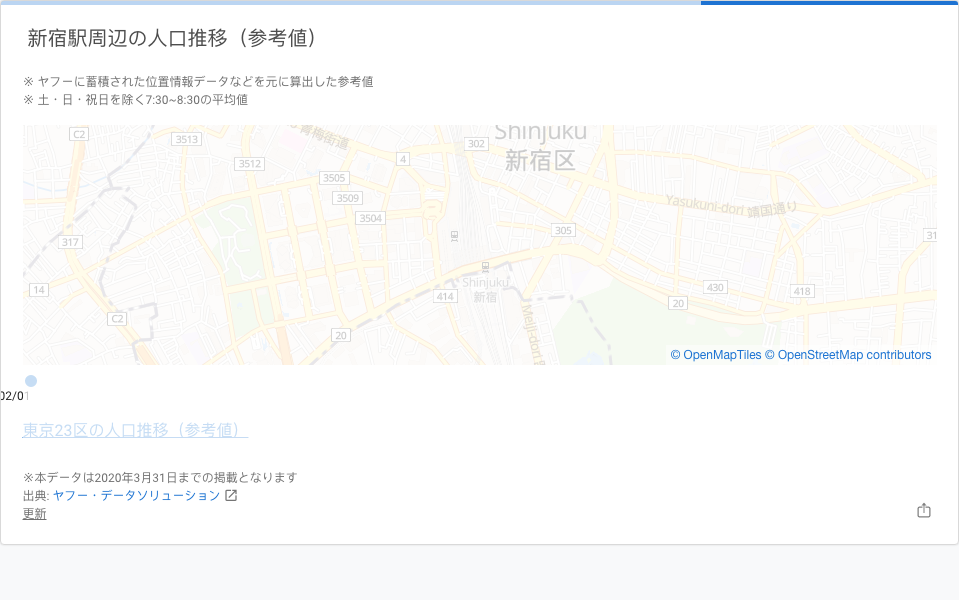 新宿駅周辺の人口推移（参考値）
※ ヤフーに蓄積された位置情報データなどを元に算出した参考値
※ 土・日・祝日を除く7:30~8:30の平均値
C2
3513
青梅街道
302
Shinjuku
新宿区
3512
4
3505
3509
3504
Yasukuni-dori 靖国通り
317
305
31
14
414
Shinjuku
新宿
430
418
20
C2
20
Meiji-dori
© OpenMapTiles © OpenStreetMap contributors
02/01
東京23区の人口推移（参考値）
※本データは2020年3月31日までの掲載となります
出典: ヤフー・データソリューション
更新